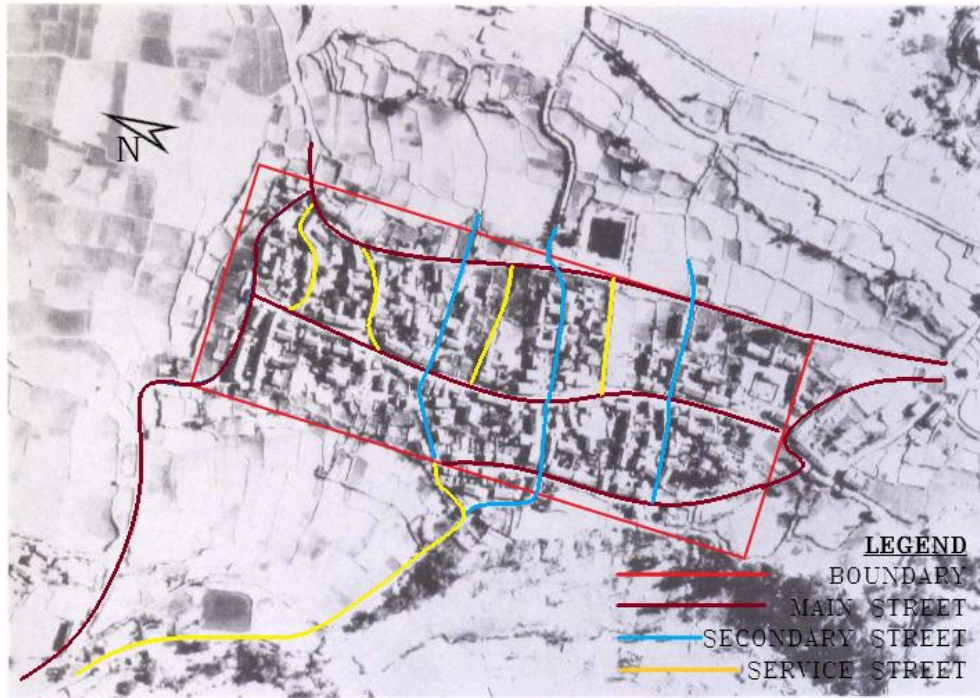 N
LEGEND
BOUNDARY
MAIN STREET
SECONDARY STREET
SERVICE STREET